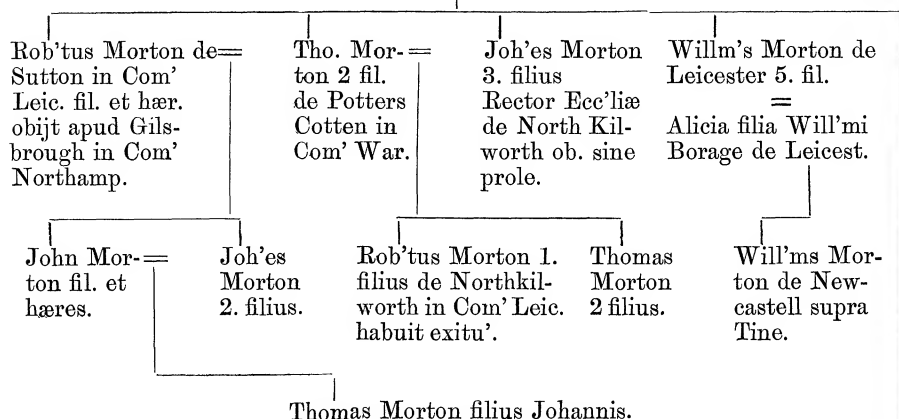 Rob'tus Morton de=
Sutton in Com'
Leic. fil. et hær.
obijt apud Gils-
brough in Com'
Northamp.
Tho. Mor- =
ton 2 fil.
de Potters
Cotten in
Com' War.
Joh'es Morton
3. filius
Rector Ecc'liæ
de North Kil-
worth ob. sine
prole.
Willm's Morton de
Leicester 5. fil.
=
Alicia filia Will'mi
Borage de Leicest.
John Mor-=
ton fil. et
hæres.
Joh'es
Morton
2. filius.
Rob'tus Morton 1.
filius de Northkil-
worth in Com' Leic.
habuit exitu'.
Thomas
Morton
2 filius.
Will'ms Mor-
ton de New-
castell supra
Tine.
Thomas Morton filius Johannis.